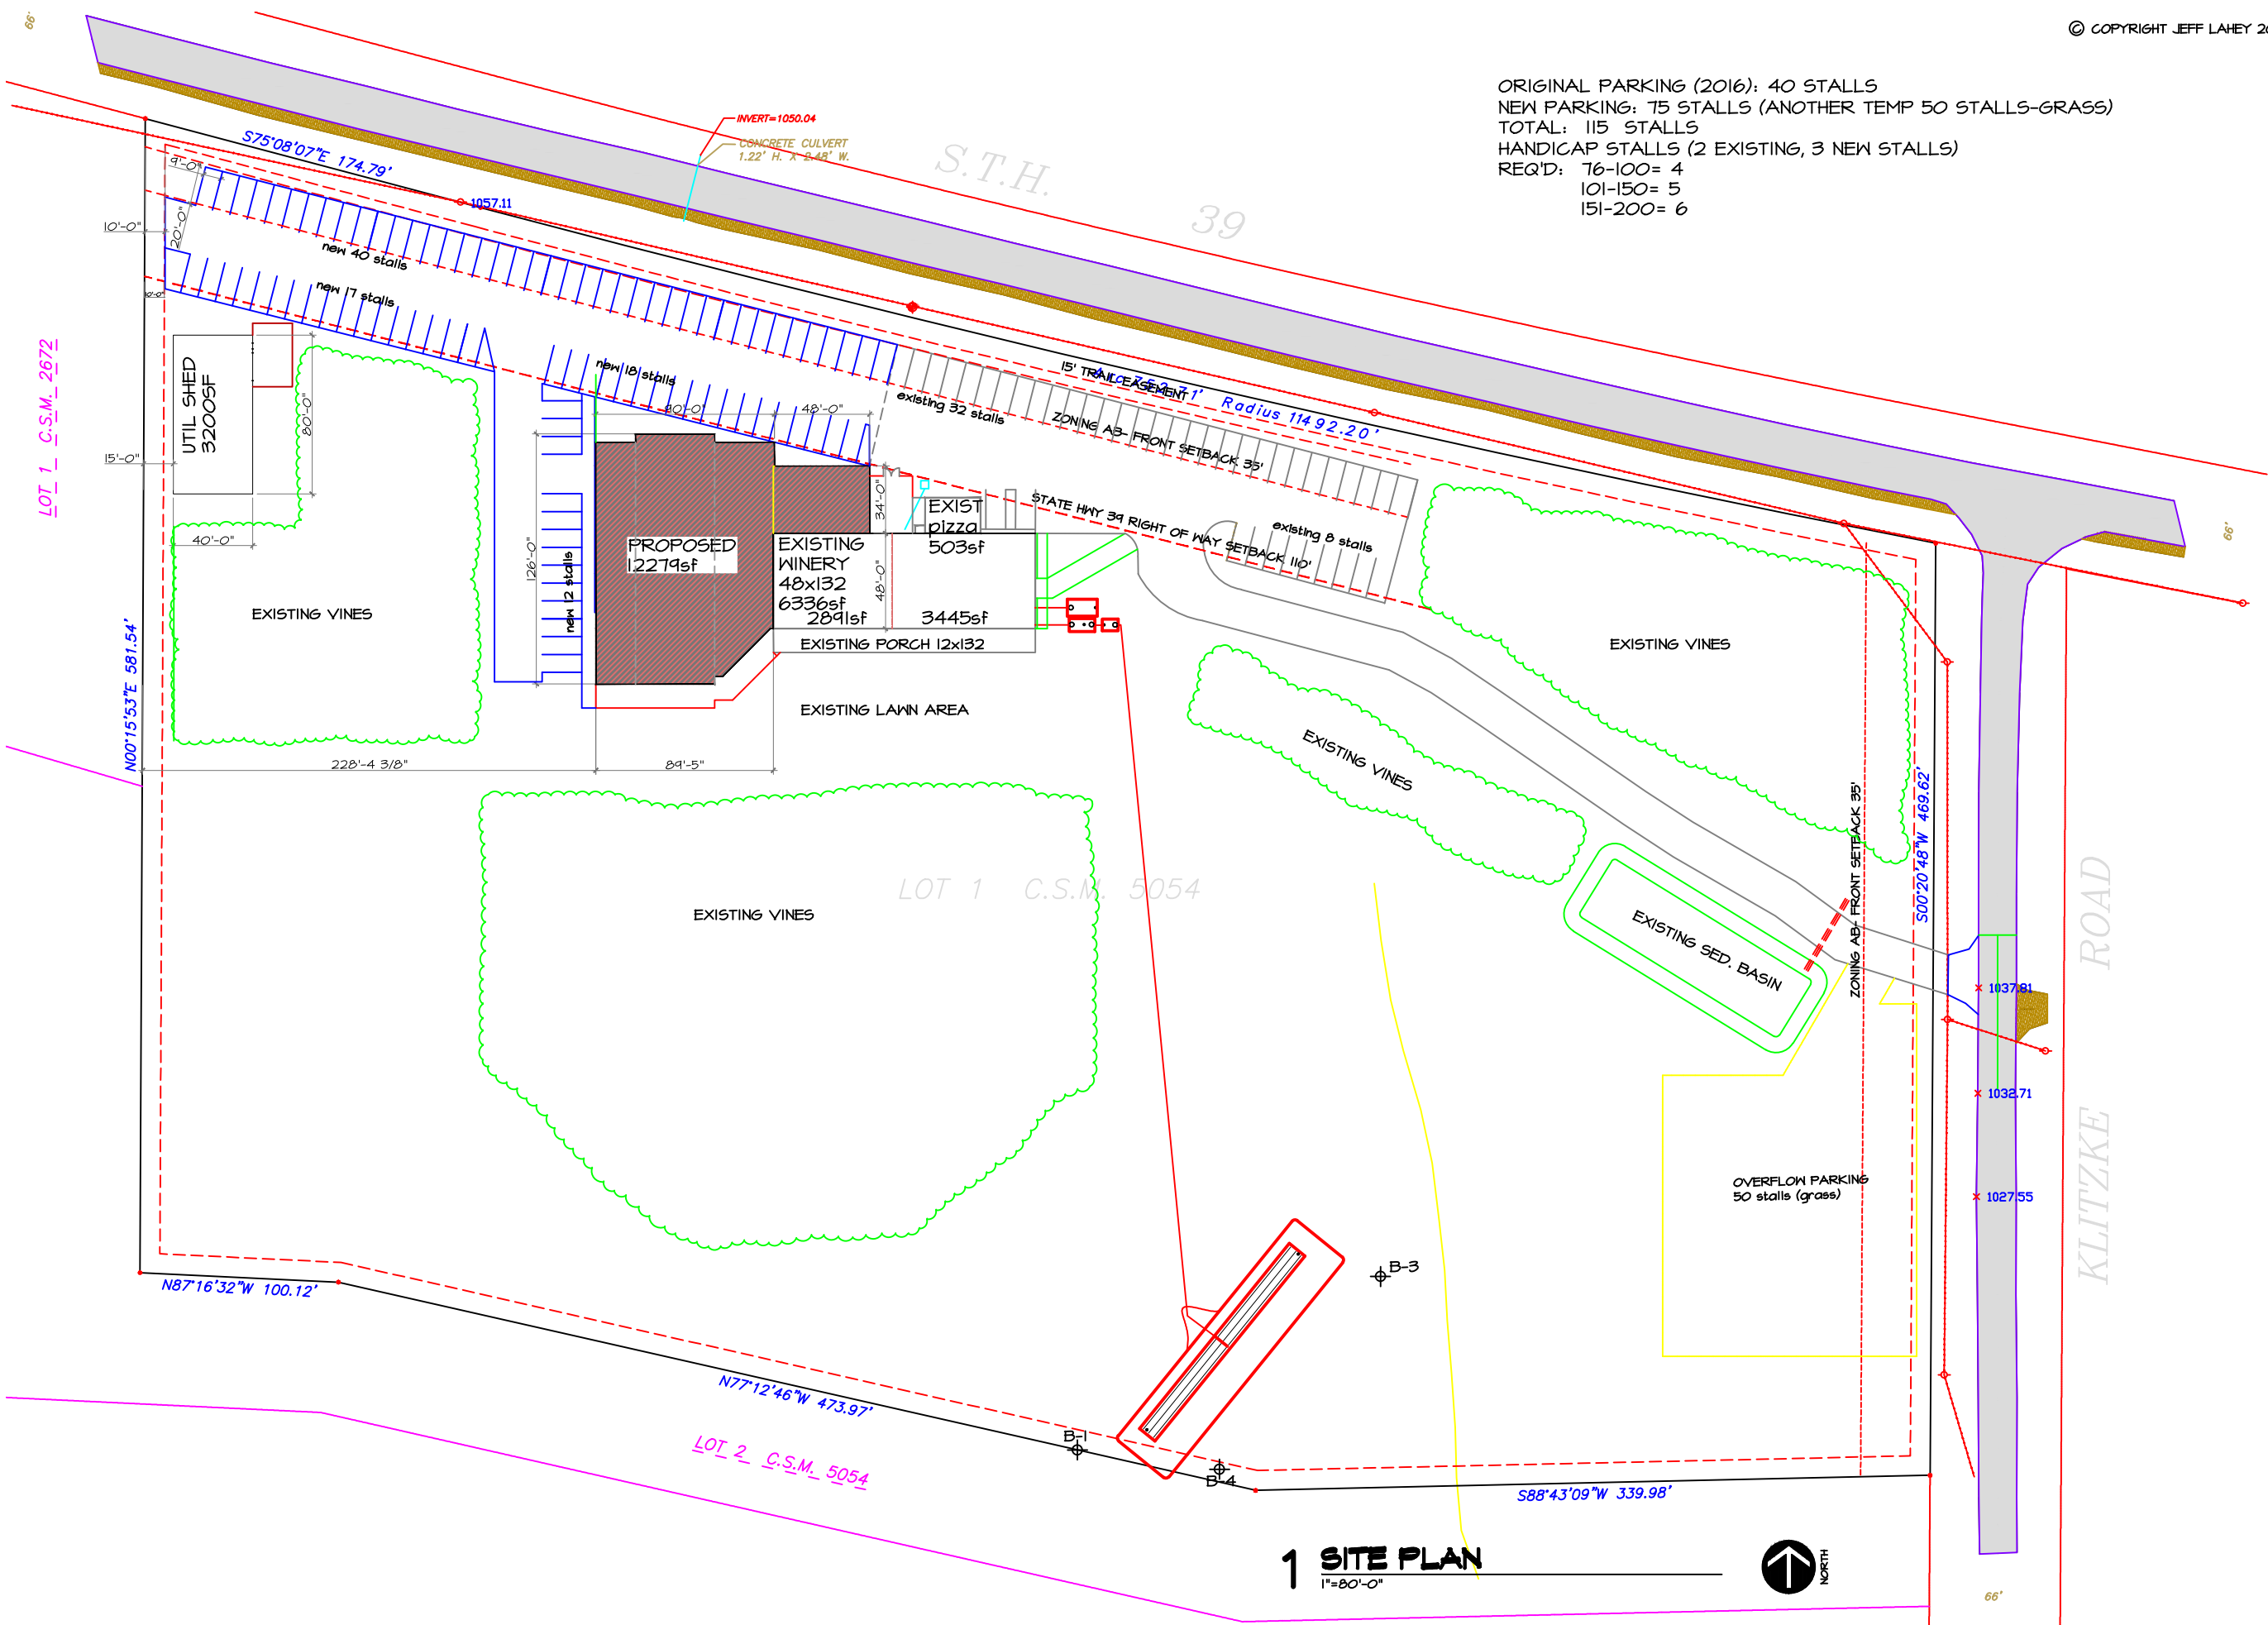 66'
© COPYRIGHT JEFF LAHEY
ORIGINAL PARKING (2016): 40 STALLS
NEW PARKING: 75 STALLS (ANOTHER TEMP 50 STALLS-GRASS)
TOTAL: 115 STALLS
HANDICAP STALLS (2 EXISTING, 3 NEW STALLS)
REQ'D: 76-100= 4
101-150= 5
151-200= 6
INVERT=1050.04
CONCRETE CULVERT
1.22' H. X 2.48' W.
S75°08'07"E 174.79'
S.T.H. 39
9'-0"
1057.11
10'-0"
20'-0"
new 40 stalls
new 17 stalls
10'-0"
LOT 1 C.S.M. 2672
UTIL SHED
3200SF
80'-0"
15'-0"
40'-0"
new 18 stalls
90'-0"
48'-0"
15' TRAIL EASEMENT
Arc 752.71' Radius 11492.20'
existing 32 stalls
ZONING AB- FRONT SETBACK 35'
STATE HWY 39 RIGHT OF WAY SETBACK 110'
existing 8 stalls
66'
34'-0"
EXIST
pizza
503sf
126'-0"
PROPOSED
12279sf
EXISTING
WINERY
48x132
6336sf
2891sf
48'-0"
3445sf
EXISTING PORCH 12x132
new 12 stalls
EXISTING VINES
EXISTING VINES
N00°15'53"E 581.54'
EXISTING LAWN AREA
EXISTING VINES
228'-4 3/8"
89'-5"
ZONING AB- FRONT SETBACK 35'
S00°20'48"W 469.62'
LOT 1 C.S.M. 5054
EXISTING VINES
EXISTING SED. BASIN
KLITZKE ROAD
1037.81
1032.71
OVERFLOW PARKING
50 stalls (grass)
1027.55
B-3
N87°16'32"W 100.12'
N77°12'46"W 473.97'
B-1
LOT 2 C.S.M. 5054
B-4
S88°43'09"W 339.98'
1 SITE PLAN
1"=80'-0"
NORTH
66'